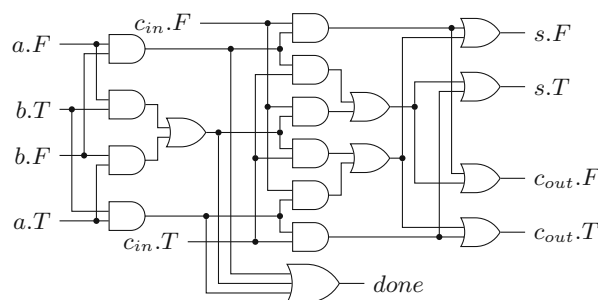 c_in.F
a.F
s.F
s.T
b.T
b.F
c_out.F
a.T
c_out.T
c_in.T
done